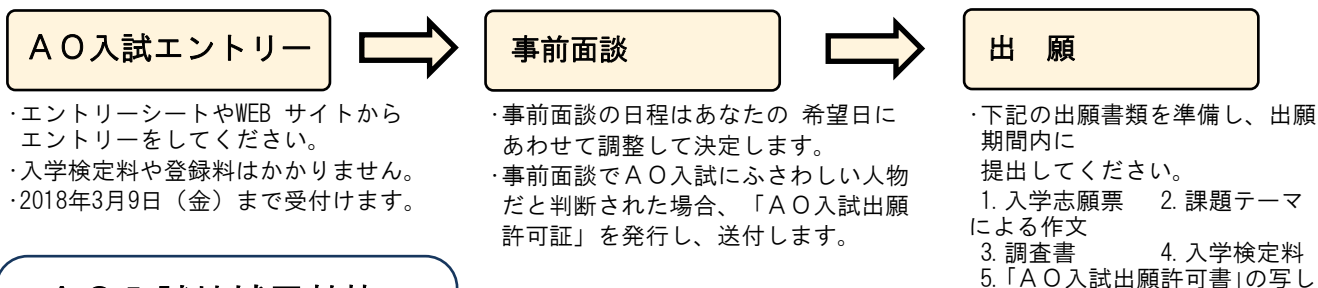 ＡＯ入試エントリー
・エントリーシートやWEB サイトから
エントリーをしてください。
・入学検定料や登録料はかかりません。
・2018年3月9日（金）まで受付けます。
事前面談
・事前面談の日程はあなたの 希望日に
あわせて調整して決定します。
・事前面談でＡＯ入試にふさわしい人物
だと判断された場合、「ＡＯ入試出願
許可証」を発行し、送付します。
出　願
・下記の出願書類を準備し、出願
期間内に
提出してください。
1. 入学志願票　2. 課題テーマ
による作文
3. 調査書　4. 入学検定料
5.「ＡＯ入試出願許可書」の写し